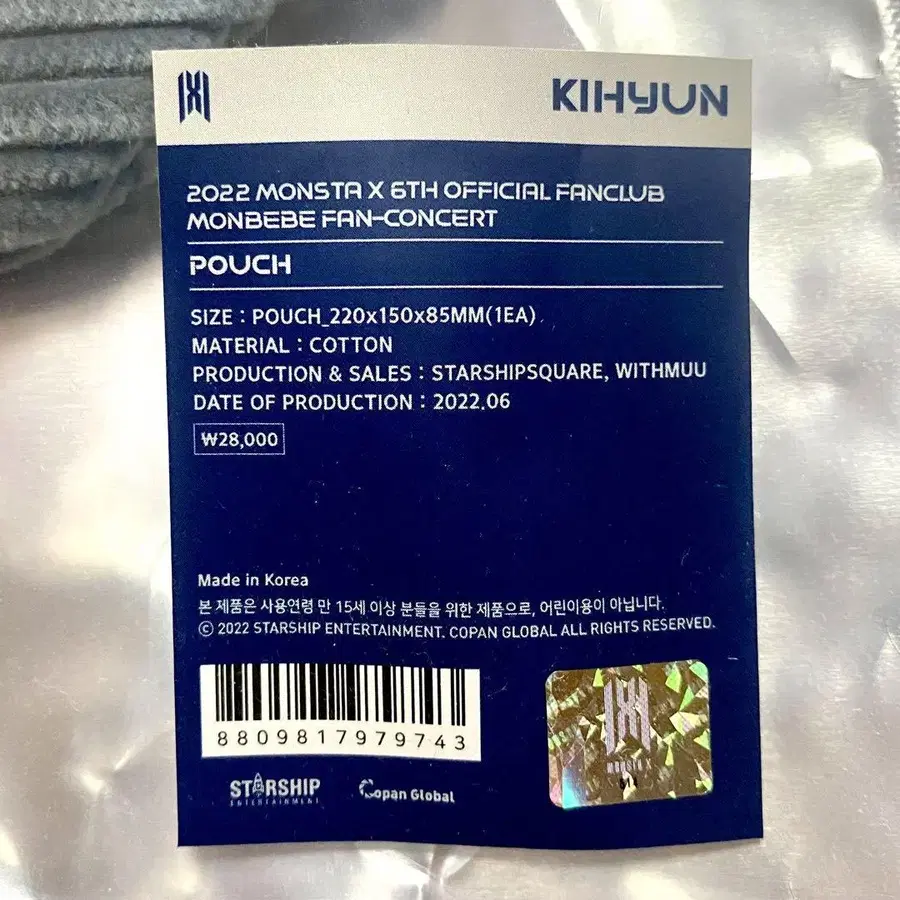 KIHYUN
2022 MONSTA X 6TH OFFICIAL FANCLUB
MONBEBE FAN-CONCERT
POUCH
SIZE : POUCH_220x150x85MM(1EA)
MATERIAL : COTTON
PRODUCTION & SALES : STARSHIPSQUARE, WITHMUU
DATE OF PRODUCTION : 2022.06
₩28,000
Made in Korea
본 제품은 사용연령 만 15세 이상 분들을 위한 제품으로, 어린이용이 아닙니다.
© 2022 STARSHIP ENTERTAINMENT. COPAN GLOBAL ALL RIGHTS RESERVED.
8809817979743
MONSTA X
STARSHIP
ENTERTAINMENT
Copan Global